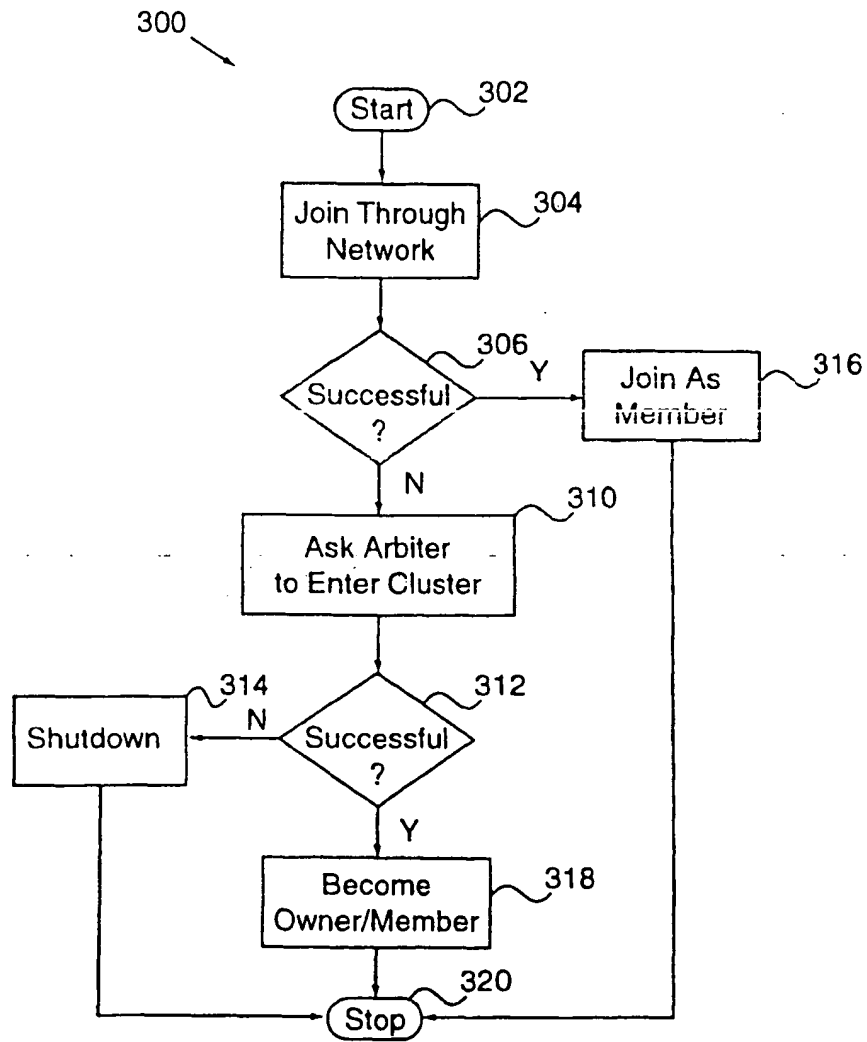 300
Start
302
Join Through
Network
304
306
Successful
?
Y
Join As
Member
316
N
310
Ask Arbiter
to Enter Cluster
314
Shutdown
N
312
Successful
?
Y
Become
Owner/Member
318
320
Stop